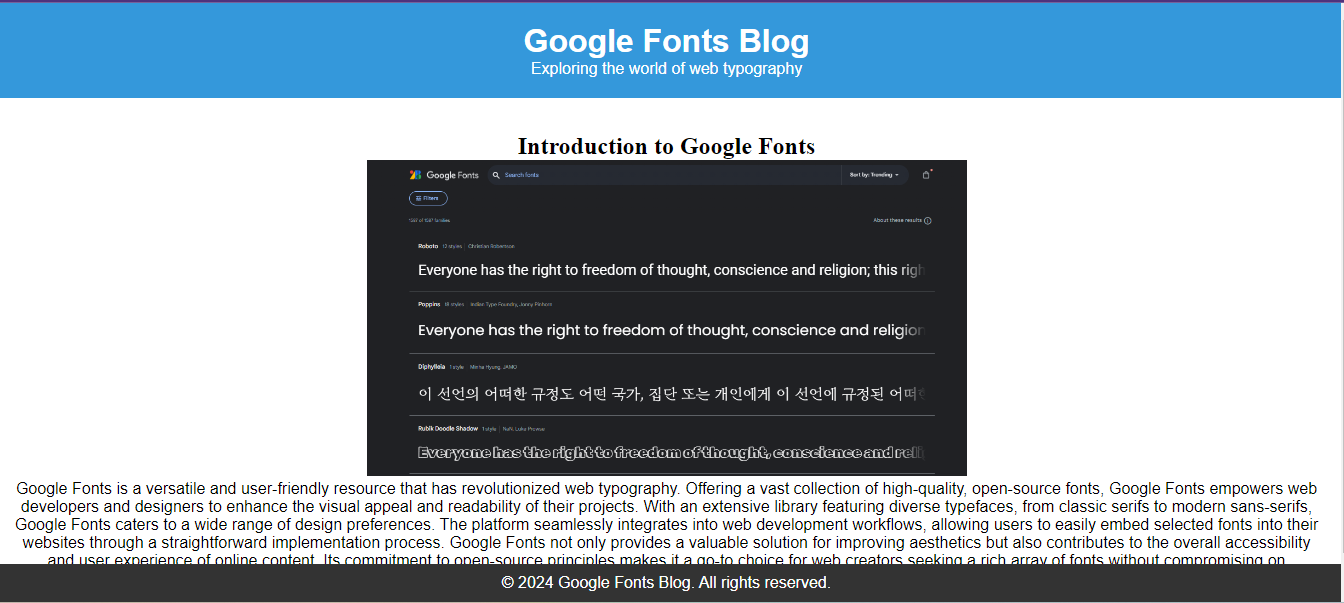 Google Fonts Blog
Exploring the world of web typography
Introduction to Google Fonts
Google Fonts
Search fonts
Sort by: Trending
Filters
About these results
Roboto 12 styles | Christian Robertson
Everyone has the right to freedom of thought, conscience and religion; this righ
Poppins 18 styles | Indian Type Foundry, Jonny Pinhorn
Everyone has the right to freedom of thought, conscience and religion
Diphylleia 1 style | Minha Hyung, JAMO
이 선언의 어떠한 규정도 어떤 국가, 집단 또는 개인에게 이 선언에 규정된 어떠한
Rubik Doodle Shadow 1 style | NaN, Luke Prowse
Everyone has the right to freedom of thought, conscience and reli
Google Fonts is a versatile and user-friendly resource that has revolutionized web typography. Offering a vast collection of high-quality, open-source fonts, Google Fonts empowers web
developers and designers to enhance the visual appeal and readability of their projects. With an extensive library featuring diverse typefaces, from classic serifs to modern sans-serifs,
Google Fonts caters to a wide range of design preferences. The platform seamlessly integrates into web development workflows, allowing users to easily embed selected fonts into their
websites through a straightforward implementation process. Google Fonts not only provides a valuable solution for improving aesthetics but also contributes to the overall accessibility
and user experience of online content. Its commitment to open-source principles makes it a go-to choice for web creators seeking a rich array of fonts without compromising on
© 2024 Google Fonts Blog. All rights reserved.